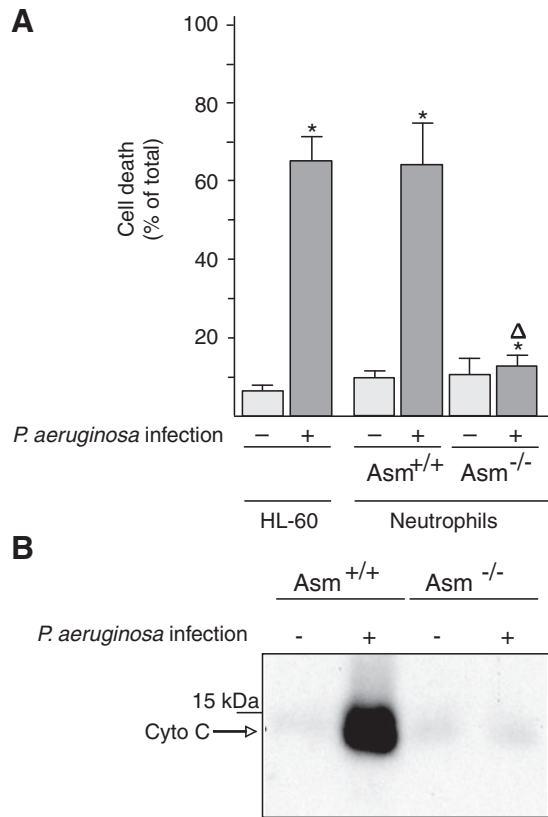 A
100
80
60
40
20
Cell death
(% of total)
*
*
Δ
*
P. aeruginosa infection – + – + – +
Asm+/+ Asm-/-
HL-60 Neutrophils
B
Asm +/+ Asm -/-
P. aeruginosa infection - + - +
15 kDa
Cyto C